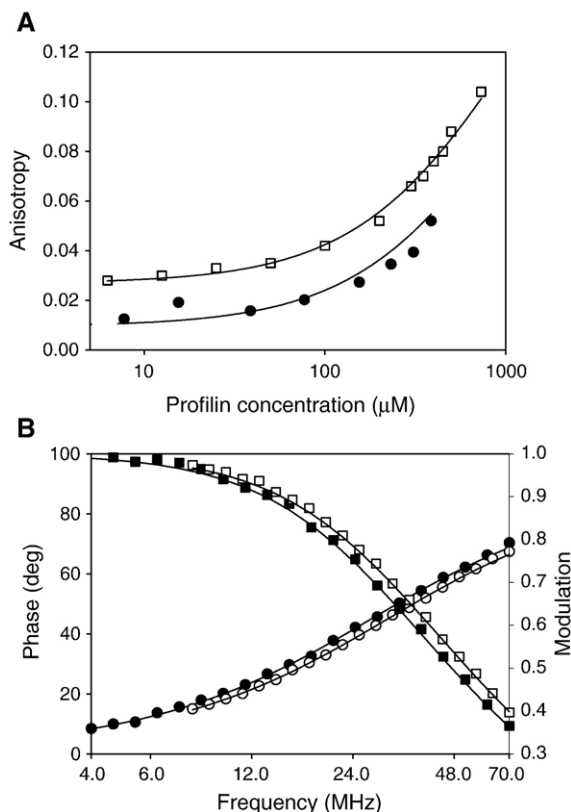 A
0.12
0.10
0.08
0.06
0.04
0.02
0.00
Anisotropy
10 100 1000
Profilin concentration (μM)
B
100
80
60
40
20
0
Phase (deg)
1.0
0.9
0.8
0.7
0.6
0.5
0.4
0.3
Modulation
4.0 6.0 12.0 24.0 48.0 70.0
Frequency (MHz)